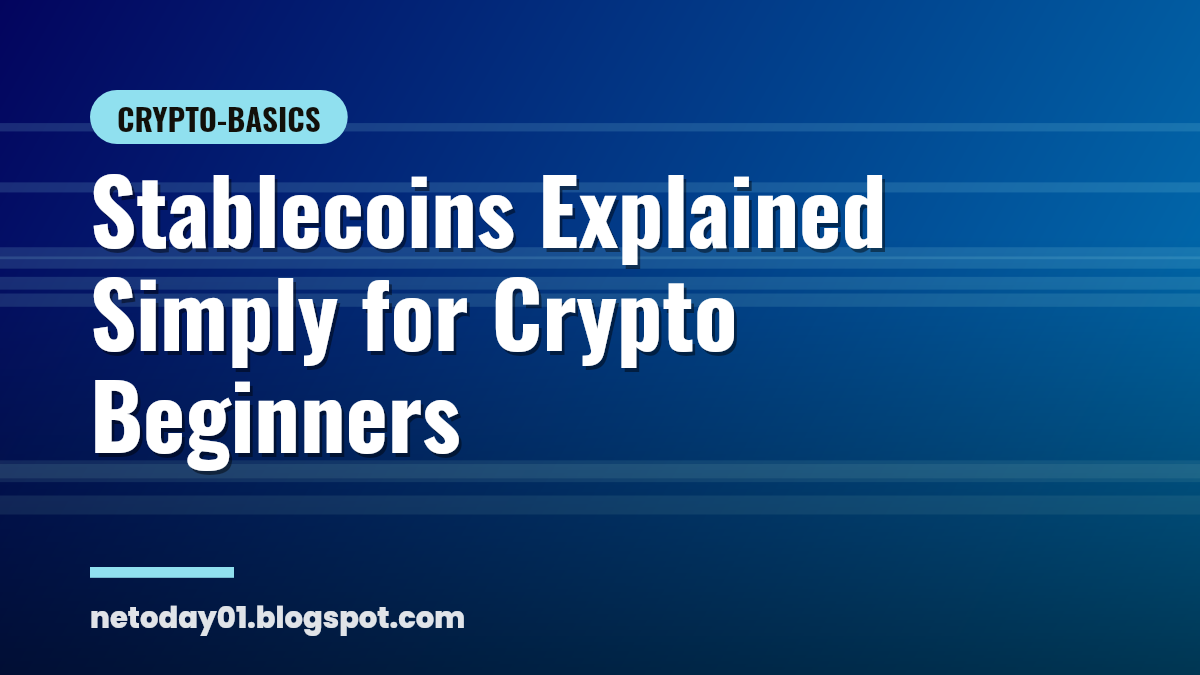 CRYPTO-BASICS
Stablecoins Explained
Simply for Crypto
Beginners
netoday01.blogspot.com